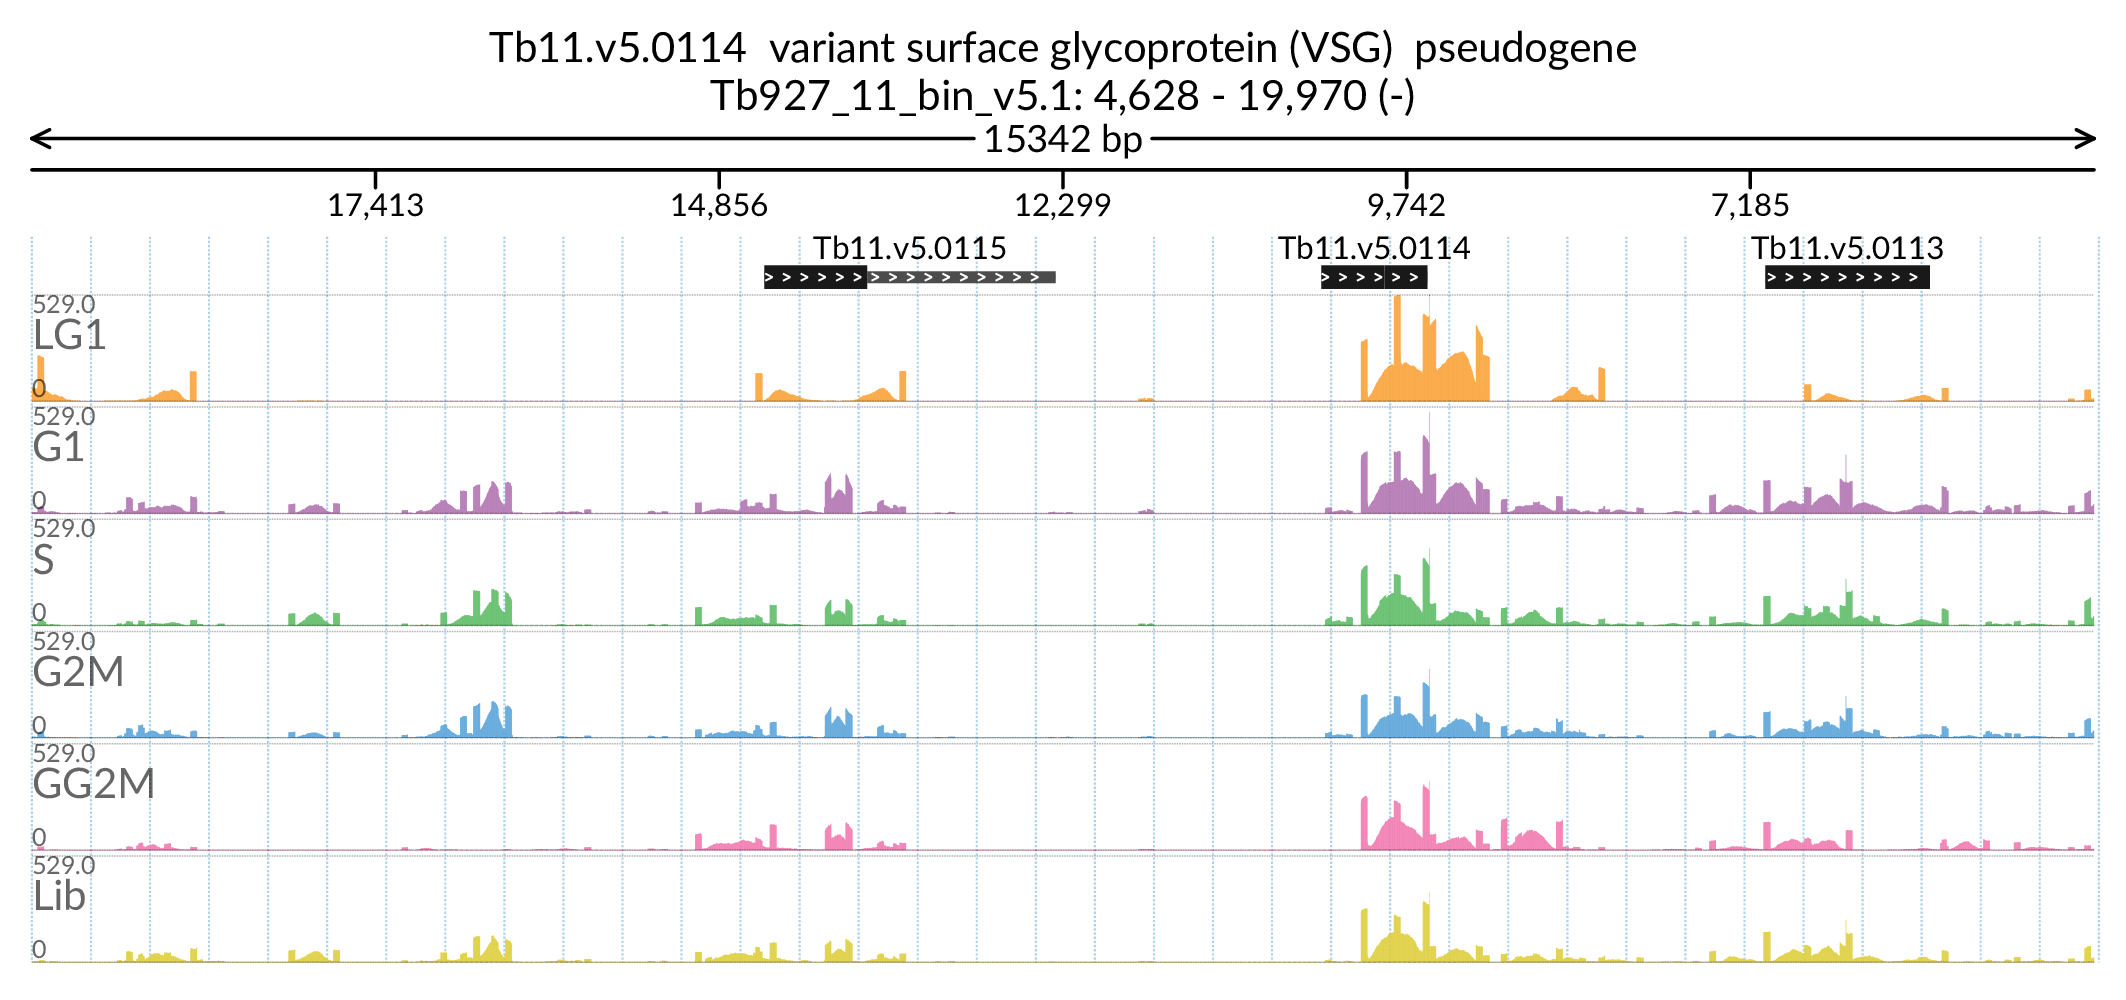 Tb11.v5.0114 variant surface glycoprotein (VSG) pseudogene
Tb927_11_bin_v5.1: 4,628 - 19,970 (-)
15342 bp
17,413 14,856 12,299 9,742 7,185
Tb11.v5.0115 Tb11.v5.0114 Tb11.v5.0113
529.0
LG1
0
529.0
G1
0
529.0
S
0
529.0
G2M
0
529.0
GG2M
0
529.0
Lib
0